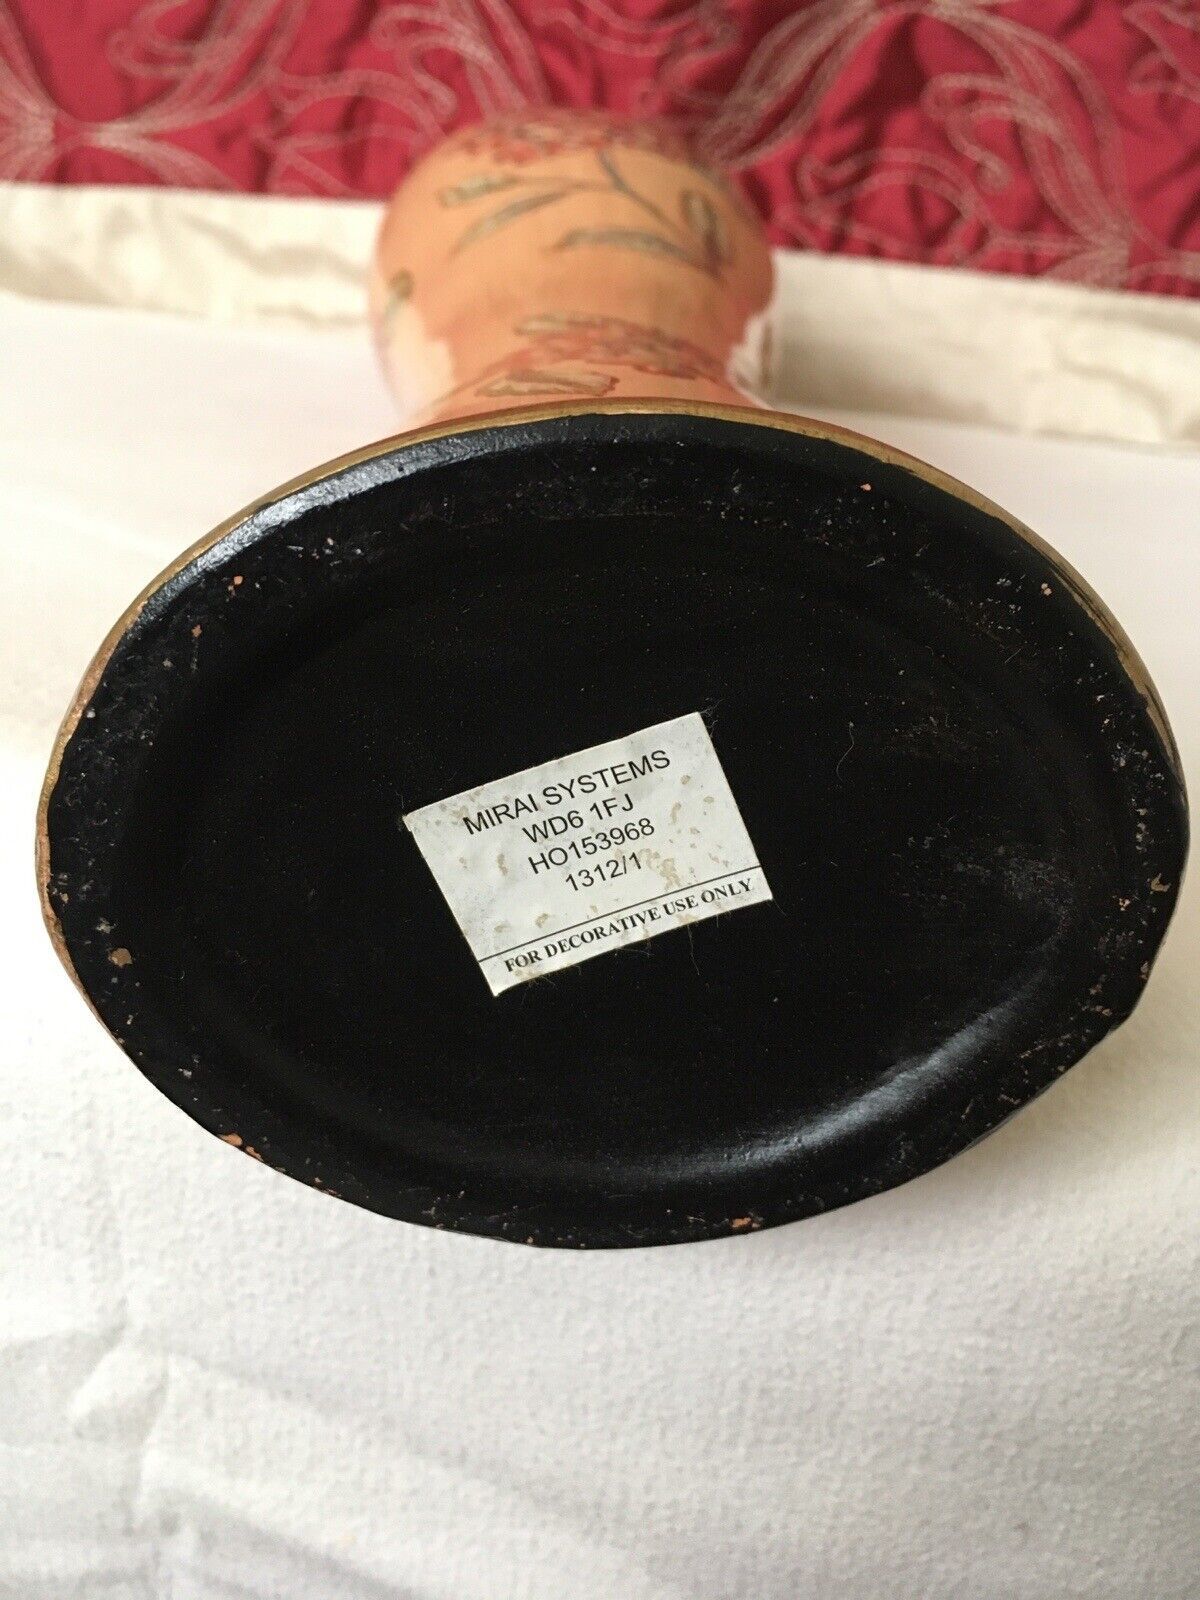 MIRAI SYSTEMS
WD6 1FJ
HO153968
1312/1
FOR DECORATIVE USE ONLY